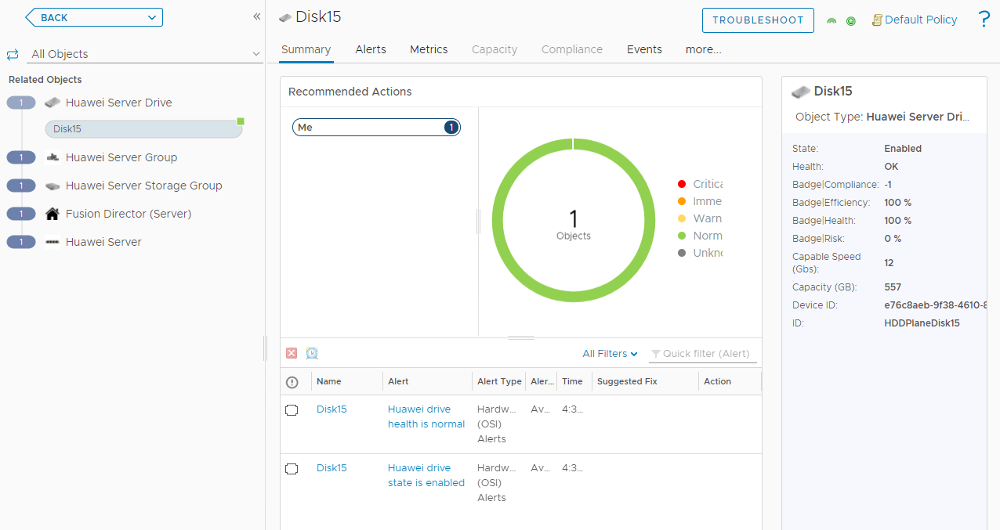 BACK
All Objects
Related Objects
1 Huawei Server Drive
Disk15
1 Huawei Server Group
1 Huawei Server Storage Group
1 Fusion Director (Server)
1 Huawei Server
Disk15
TROUBLESHOOT
Default Policy
?
Summary Alerts Metrics Capacity Compliance Events more...
Recommended Actions
Me 1
1
Objects
Critica
Imme
Warn
Norm
Unkno
All Filters
Quick filter (Alert)
Name Alert Alert Type Aler... Time Suggested Fix Action
Disk15 Huawei drive Hardw... Av... 4:3...
health is normal (OSI)
Alerts
Disk15 Huawei drive Hardw... Av... 4:3...
state is enabled (OSI)
Alerts
Disk15
Object Type: Huawei Server Dri...
State: Enabled
Health: OK
Badge|Compliance: -1
Badge|Efficiency: 100 %
Badge|Health: 100 %
Badge|Risk: 0 %
Capable Speed
(Gbs): 12
Capacity (GB): 557
Device ID: e76c8aeb-9f38-4610-8
ID: HDDPlaneDisk15